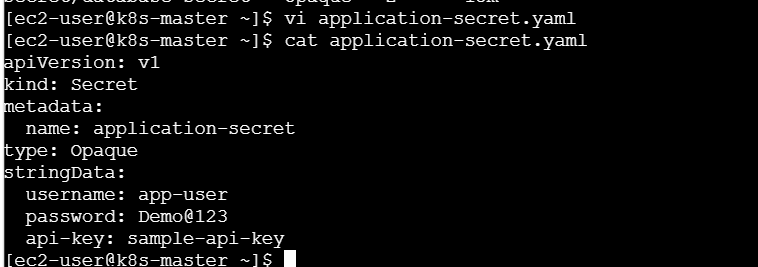 [ec2-user@k8s-master ~]$ vi application-secret.yaml
[ec2-user@k8s-master ~]$ cat application-secret.yaml
apiVersion: v1
kind: Secret
metadata:
  name: application-secret
type: Opaque
stringData:
  username: app-user
  password: Demo@123
  api-key: sample-api-key
[ec2-user@k8s-master ~]$